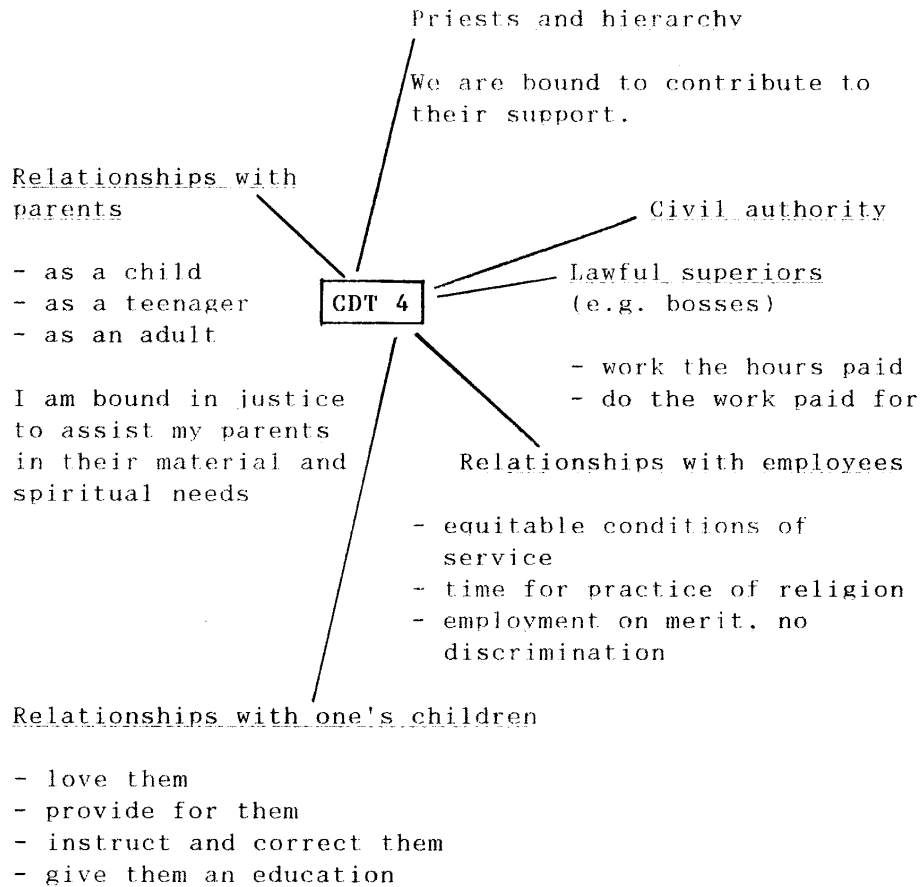 Priests and hierarchy
We are bound to contribute to
their support.
Relationships with
parents
- as a child
- as a teenager
- as an adult
I am bound in justice
to assist my parents
in their material and
spiritual needs
CDT 4
Civil authority
Lawful superiors
(e.g. bosses)
- work the hours paid
- do the work paid for
Relationships with employees
- equitable conditions of
service
- time for practice of religion
- employment on merit. no
discrimination
Relationships with one's children
- love them
- provide for them
- instruct and correct them
- give them an education